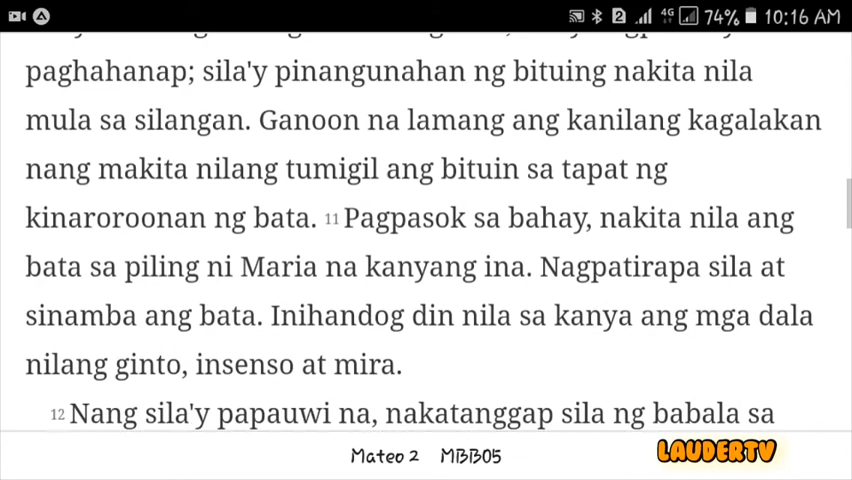 4G
2
74%
10:16 AM
paghahanap; sila'y pinangunahan ng bituing nakita nila
mula sa silangan. Ganoon na lamang ang kanilang kagalakan
nang makita nilang tumigil ang bituin sa tapat ng
kinaroroonan ng bata. 11 Pagpasok sa bahay, nakita nila ang
bata sa piling ni Maria na kanyang ina. Nagpatirapa sila at
sinamba ang bata. Inihandog din nila sa kanya ang mga dala
nilang ginto, insenso at mira.
12 Nang sila'y papauwi na, nakatanggap sila ng babala sa
Mateo 2 MBB05
LAUDERTV